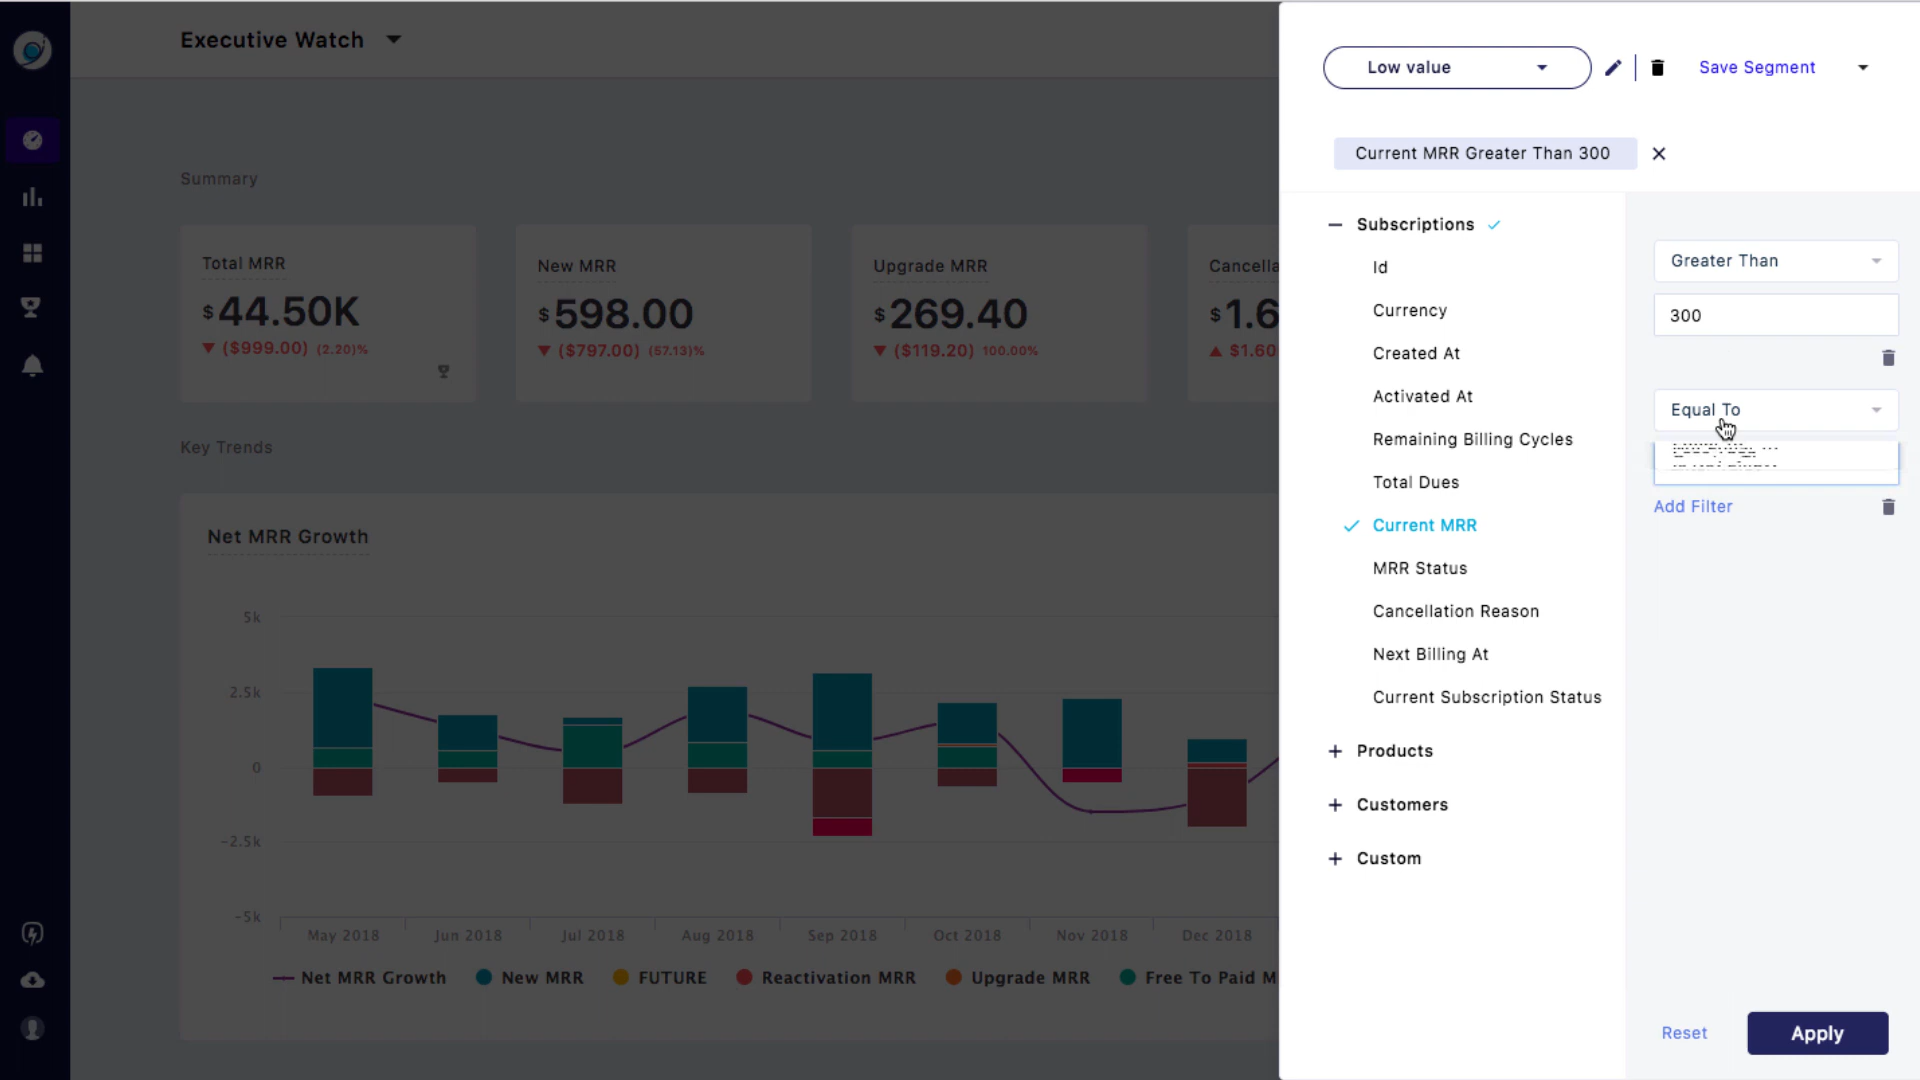 Executive Watch
Low value
Save Segment
Current MRR Greater Than 300
Summary
Total MRR
$44.50K
($999.00) (2.20)%
New MRR
$598.00
($797.00) (57.13)%
Upgrade MRR
$269.40
($119.20) 100.00%
Cancella
$1.6
$1.60
Key Trends
Net MRR Growth
5k
2.5k
0
-2.5k
-5k
May 2018
Jun 2018
Jul 2018
Aug 2018
Sep 2018
Oct 2018
Nov 2018
Dec 2018
Net MRR Growth
New MRR
FUTURE
Reactivation MRR
Upgrade MRR
Free To Paid M
Subscriptions
Id
Currency
Created At
Activated At
Remaining Billing Cycles
Total Dues
Current MRR
MRR Status
Cancellation Reason
Next Billing At
Current Subscription Status
Products
Customers
Custom
Greater Than
300
Equal To
Add Filter
Reset
Apply